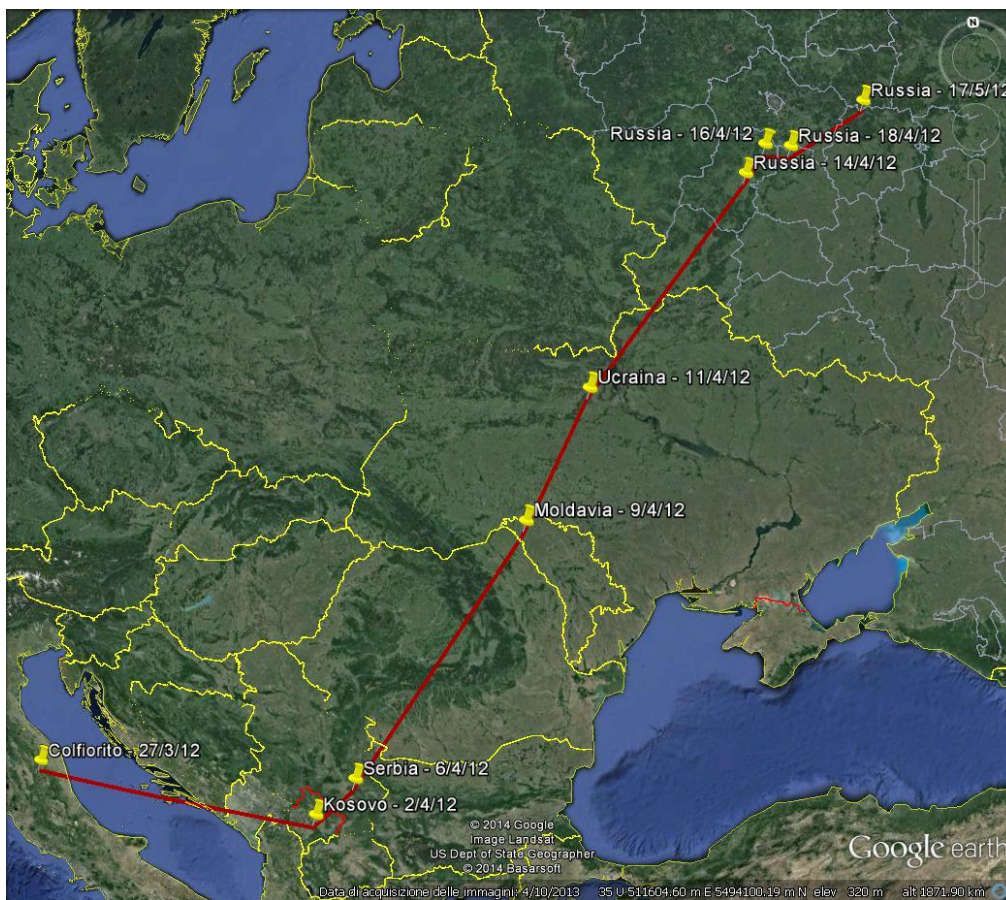 N
Russia - 17/5/12
Russia - 16/4/12
Russia - 18/4/12
Russia - 14/4/12
Ucraina - 11/4/12
Moldavia - 9/4/12
Colfiorito - 27/3/12
Serbia - 6/4/12
Kosovo - 2/4/12
© 2014 Google
Image Landsat
US Dept of State Geographer
© 2014 Basarsoft
Google earth
Data di acquisizione delle immagini: 4/10/2013 35 U 511604.60 m E 5494100.19 m N elev 320 m alt 1871.90 km